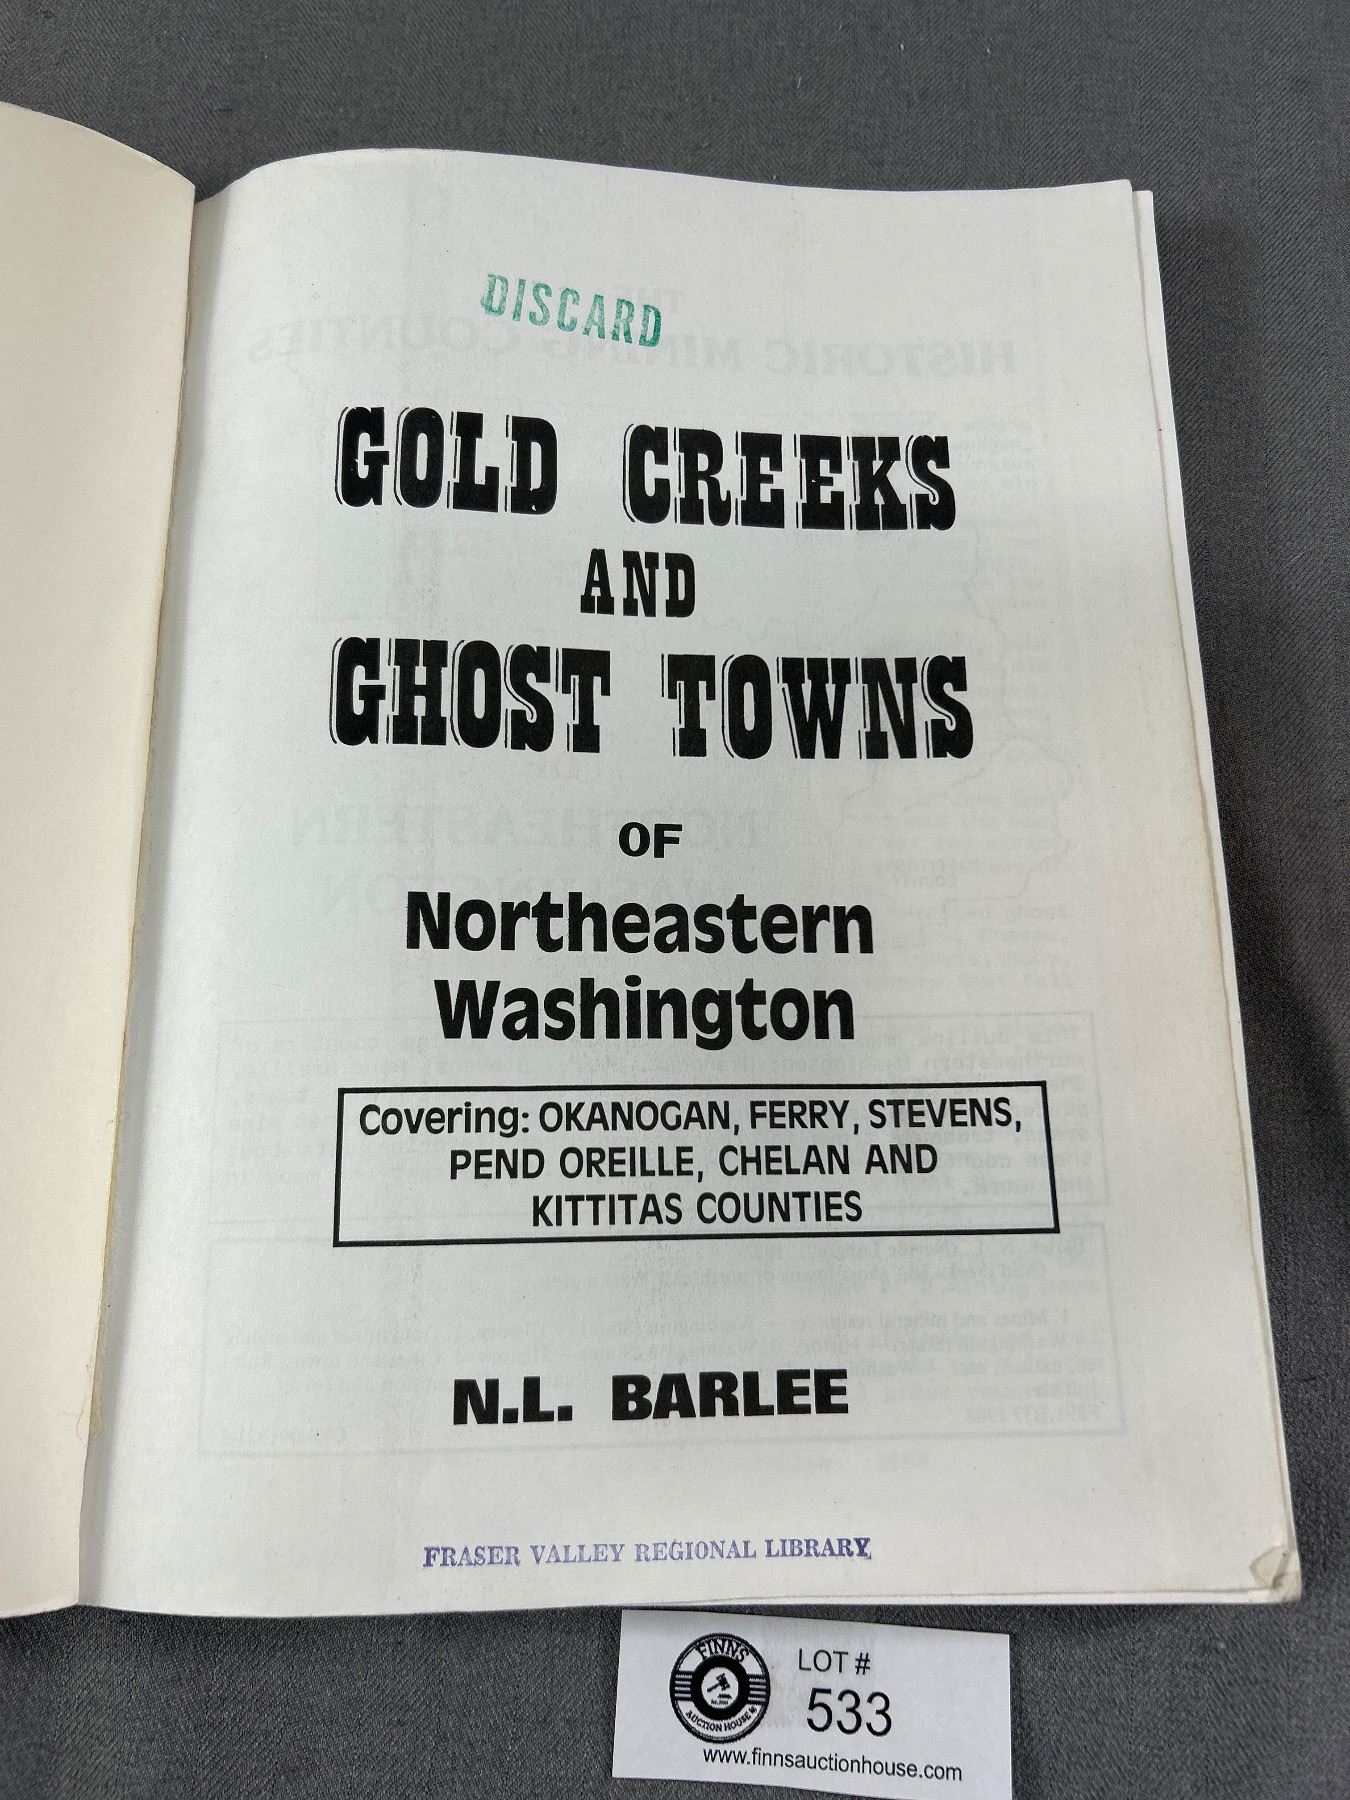 DISCARD
GOLD CREEKS
AND
GHOST TOWNS
OF
Northeastern
Washington
Covering: OKANOGAN, FERRY, STEVENS,
PEND OREILLE, CHELAN AND
KITTITAS COUNTIES
N.L. BARLEE
FRASER VALLEY REGIONAL LIBRARY
FINNS
AUCTION HOUSE
LOT #
533
www.finnsauctionhouse.com